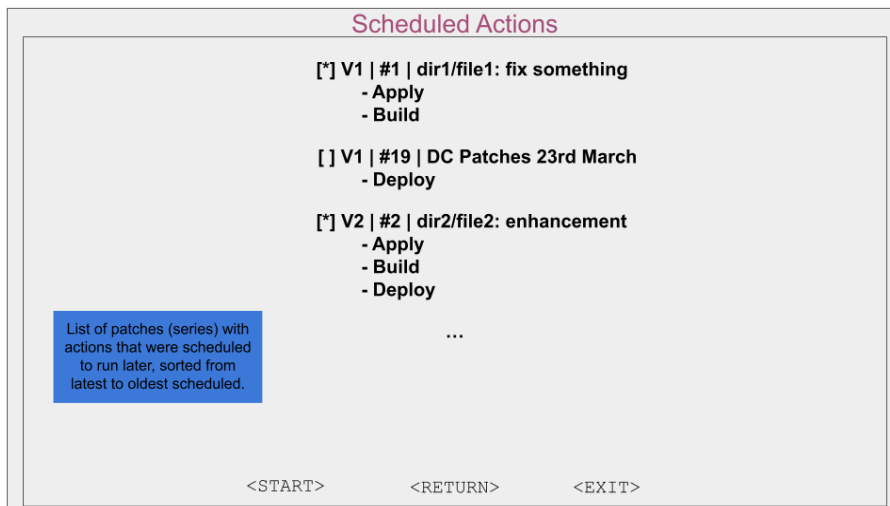 Scheduled Actions
[*] V1 | #1 | dir1/file1: fix something
- Apply
- Build
[ ] V1 | #19 | DC Patches 23rd March
- Deploy
[*] V2 | #2 | dir2/file2: enhancement
- Apply
- Build
- Deploy
...
List of patches (series) with
actions that were scheduled
to run later, sorted from
latest to oldest scheduled.
<START> <RETURN> <EXIT>